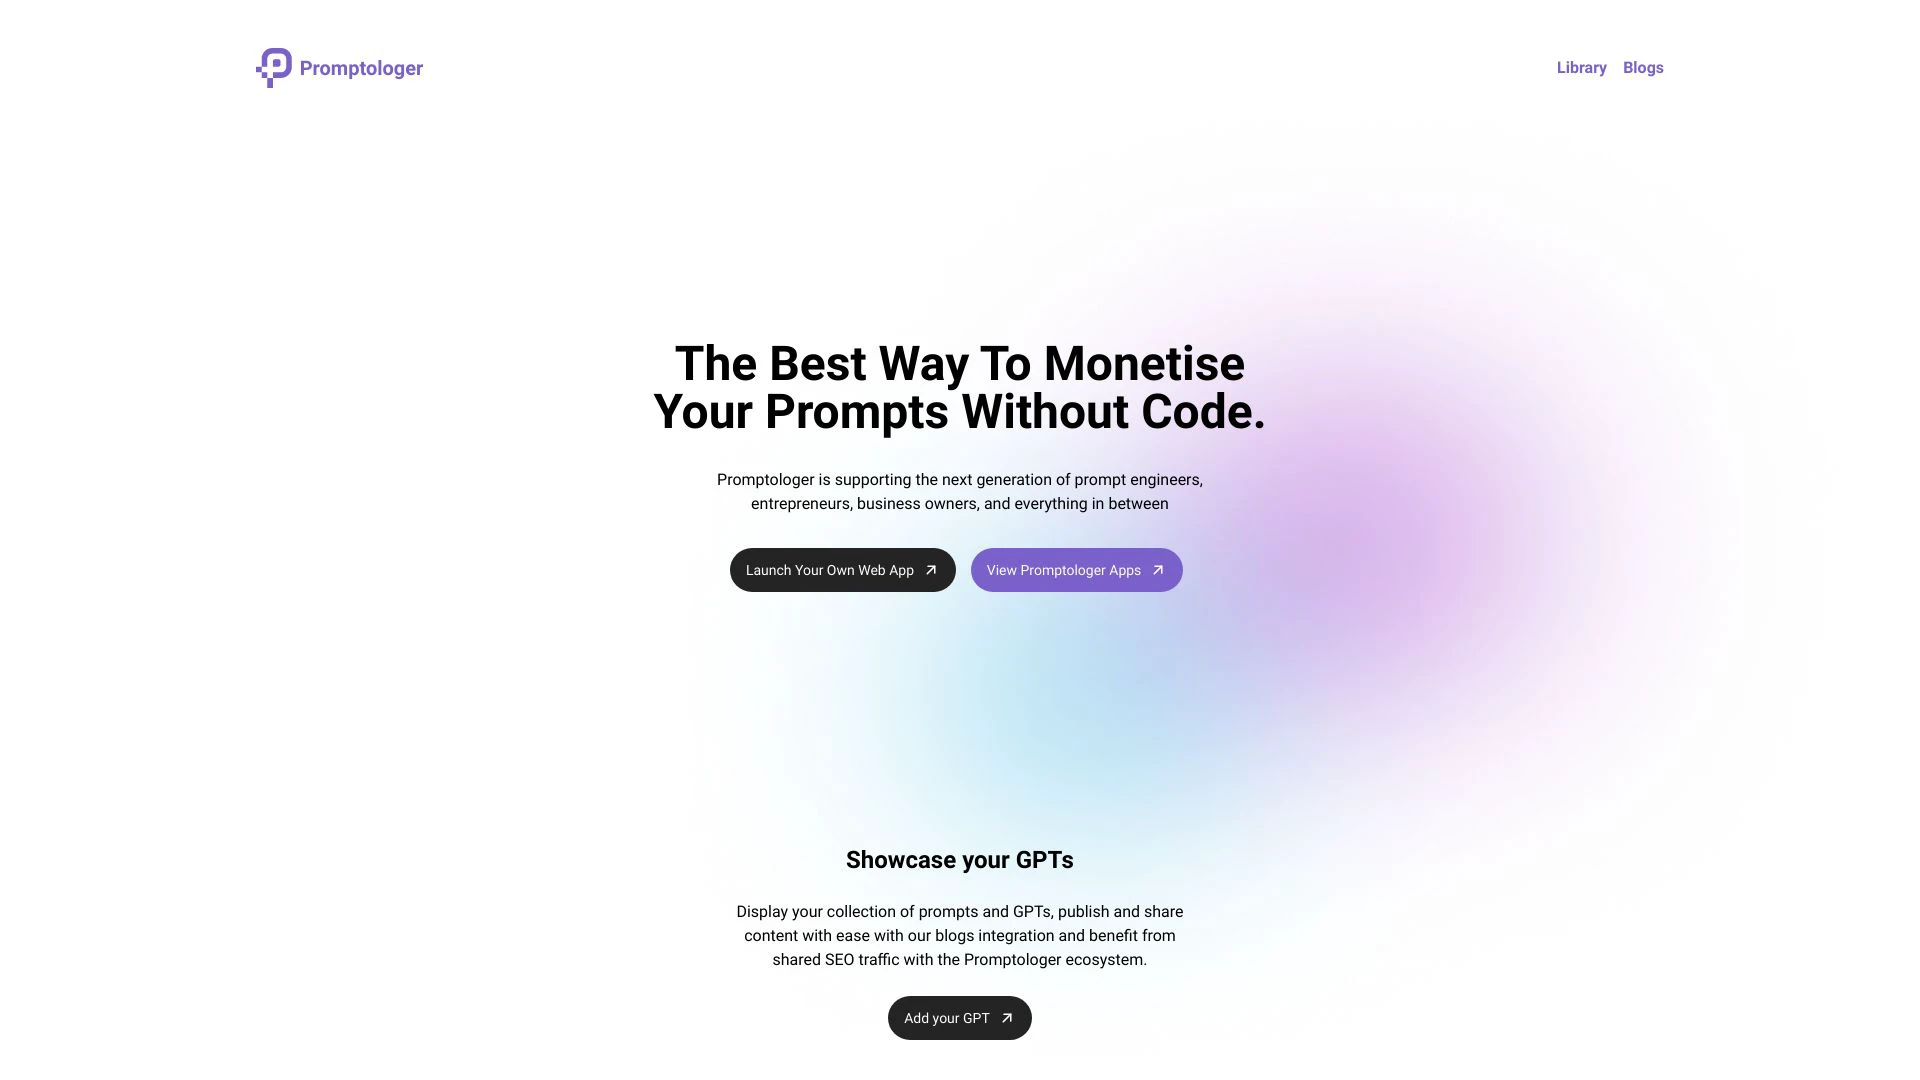 Promptologer
Library
Blogs
The Best Way To Monetise
Your Prompts Without Code.
Promptologer is supporting the next generation of prompt engineers,
entrepreneurs, business owners, and everything in between
Launch Your Own Web App
View Promptologer Apps
Showcase your GPTs
Display your collection of prompts and GPTs, publish and share
content with ease with our blogs integration and benefit from
shared SEO traffic with the Promptologer ecosystem.
Add your GPT